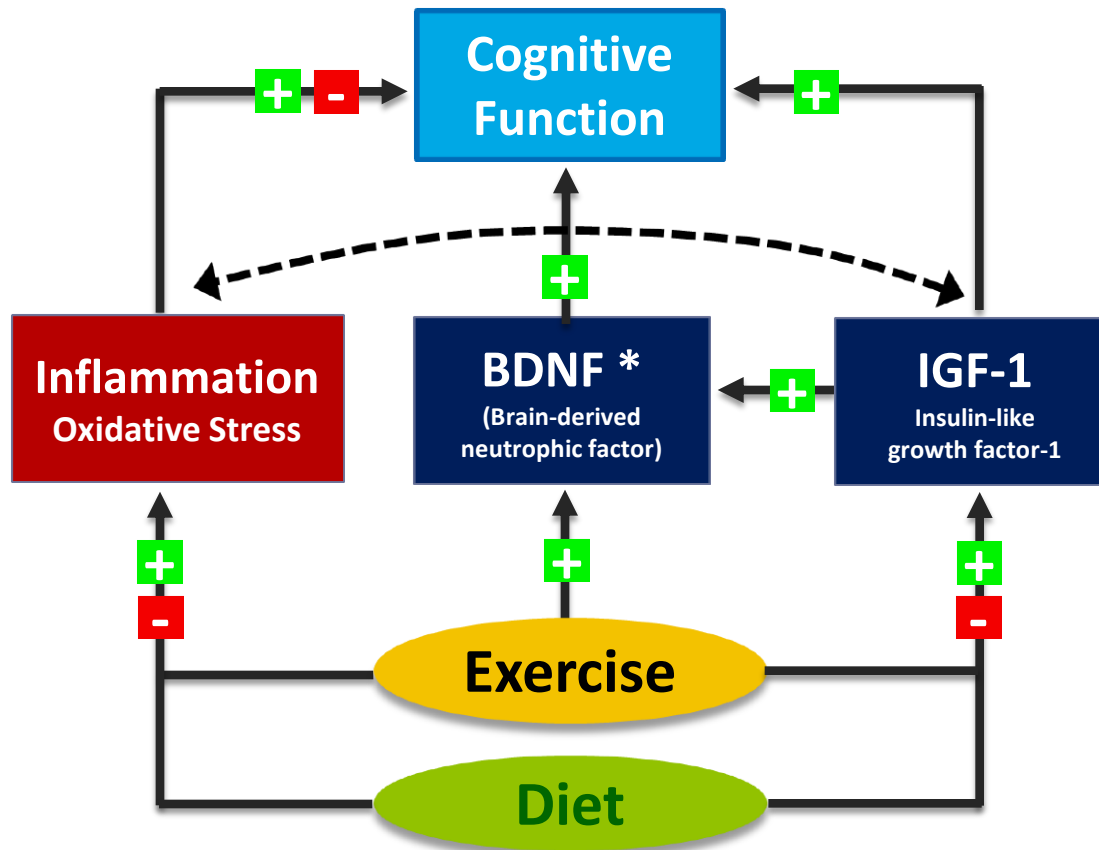 Cognitive
Function
+ -
+
+
Inflammation
Oxidative Stress
BDNF *
(Brain-derived
neutrophic factor)
+
IGF-1
Insulin-like
growth factor-1
+
-
+
+
-
Exercise
Diet